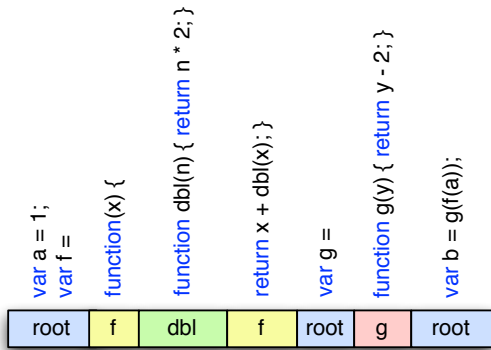 var a = 1;
var f =
function(x) {
function dbl(n) { return n * 2; }
return x + dbl(x); }
var g =
function g(y) { return y - 2; }
var b = g(f(a));
root f dbl f root g root